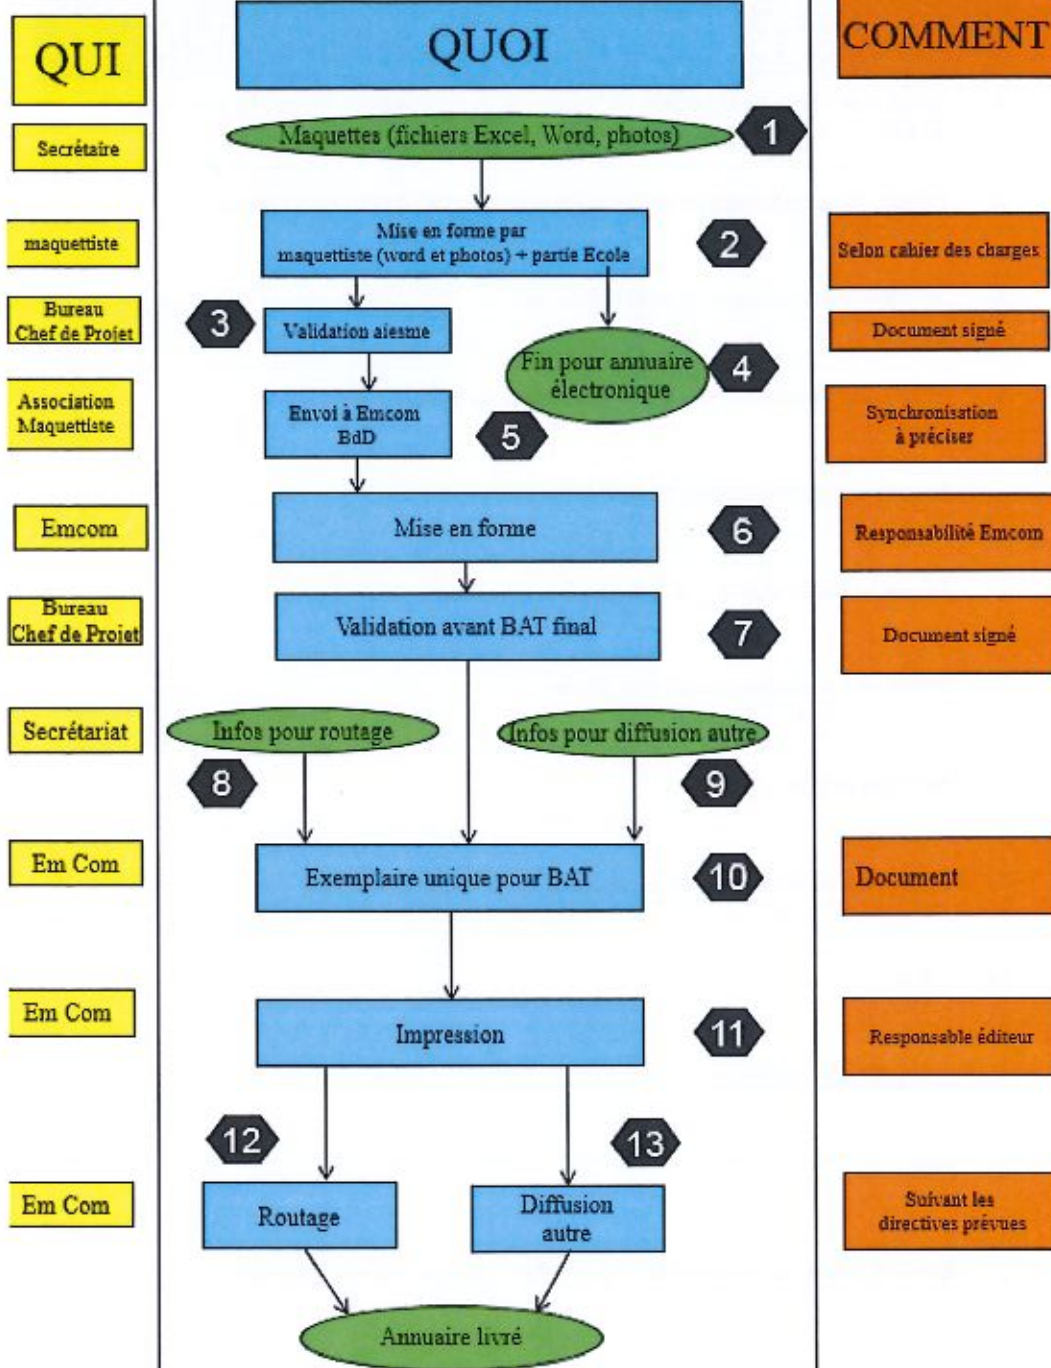 QUI
QUOI
COMMENT
Secrétaire
Maquettes (fichiers Excel, Word, photos)
1
maquettiste
Mise en forme par
maquettiste (word et photos) + partie Ecole
2
Selon cahier des charges
Bureau
Chef de Projet
3
Validation aiesme
Document signé
Fin pour annuaire
électronique
4
Association
Maquettiste
Envoi à Emcom
BdD
5
Synchronisation
à préciser
Emcom
Mise en forme
6
Responsabilité Emcom
Bureau
Chef de Projet
Validation avant BAT final
7
Document signé
Secrétariat
Infos pour routage
Infos pour diffusion autre
8
9
Em Com
Exemplaire unique pour BAT
10
Document
Em Com
Impression
11
Responsable éditeur
12
13
Em Com
Routage
Diffusion
autre
Suivant les
directives prévues
Annuaire livré